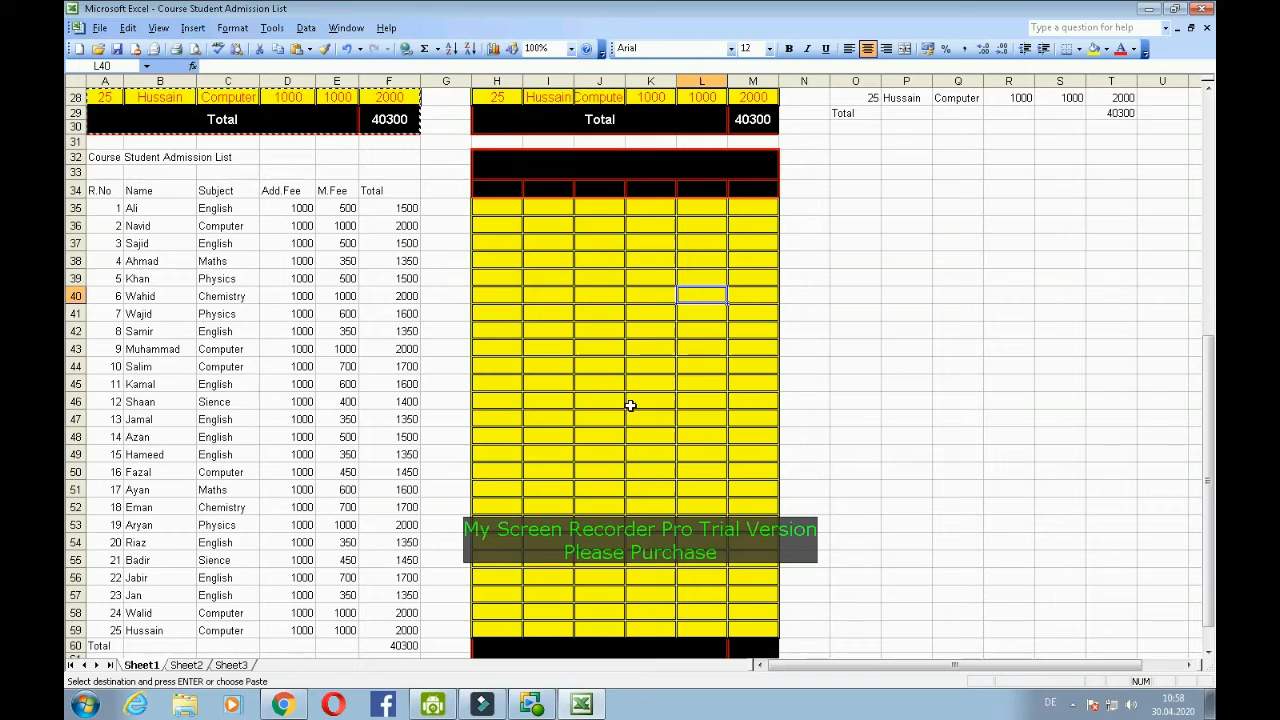 Microsoft Excel - Course Student Admission List
File Edit View Insert Format Tools Data Window Help Type a question for help
100% Arial 12 B I U
L40 fx
A B C D E F G H I J K L M N O P Q R S T U
28 25 Hussain Computer 1000 1000 2000 25 Hussain Compute 1000 1000 2000 25 Hussain Computer 1000 1000 2000
29 Total 40300 Total 40300 Total 40300
30
31
32 Course Student Admission List
33
34 R.No Name Subject Add.Fee M.Fee Total
35 1 Ali English 1000 500 1500
36 2 Navid Computer 1000 1000 2000
37 3 Sajid English 1000 500 1500
38 4 Ahmad Maths 1000 350 1350
39 5 Khan Physics 1000 500 1500
40 6 Wahid Chemistry 1000 1000 2000
41 7 Wajid Physics 1000 600 1600
42 8 Samir English 1000 350 1350
43 9 Muhammad Computer 1000 1000 2000
44 10 Salim Computer 1000 700 1700
45 11 Kamal English 1000 600 1600
46 12 Shaan Sience 1000 400 1400
47 13 Jamal English 1000 350 1350
48 14 Azan English 1000 500 1500
49 15 Hameed English 1000 350 1350
50 16 Fazal Computer 1000 450 1450
51 17 Ayan Maths 1000 600 1600
52 18 Eman Chemistry 1000 700 1700
53 19 Aryan Physics 1000 1000 2000
54 20 Riaz English 1000 350 1350
55 21 Badir Sience 1000 450 1450
56 22 Jabir English 1000 700 1700
57 23 Jan English 1000 350 1350
58 24 Walid Computer 1000 1000 2000
59 25 Hussain Computer 1000 1000 2000
60 Total 40300
My Screen Recorder Pro Trial Version
Please Purchase
Sheet1 Sheet2 Sheet3
Select destination and press ENTER or choose Paste NUM
DE 10:58
30.04.2020